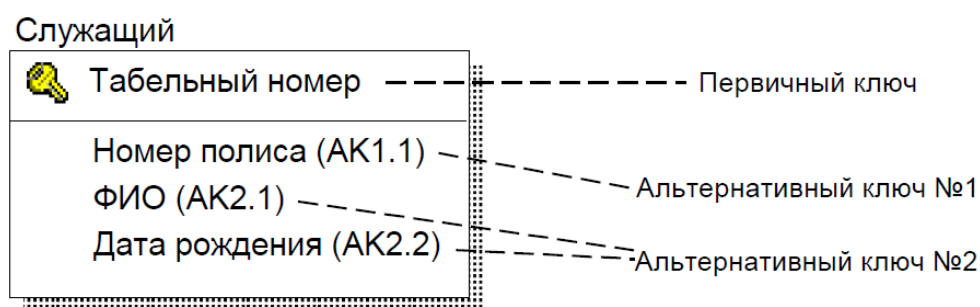 Служащий
Табельный номер
Первичный ключ
Номер полиса (AK1.1)
ФИО (AK2.1)
Альтернативный ключ №1
Дата рождения (AK2.2)
Альтернативный ключ №2